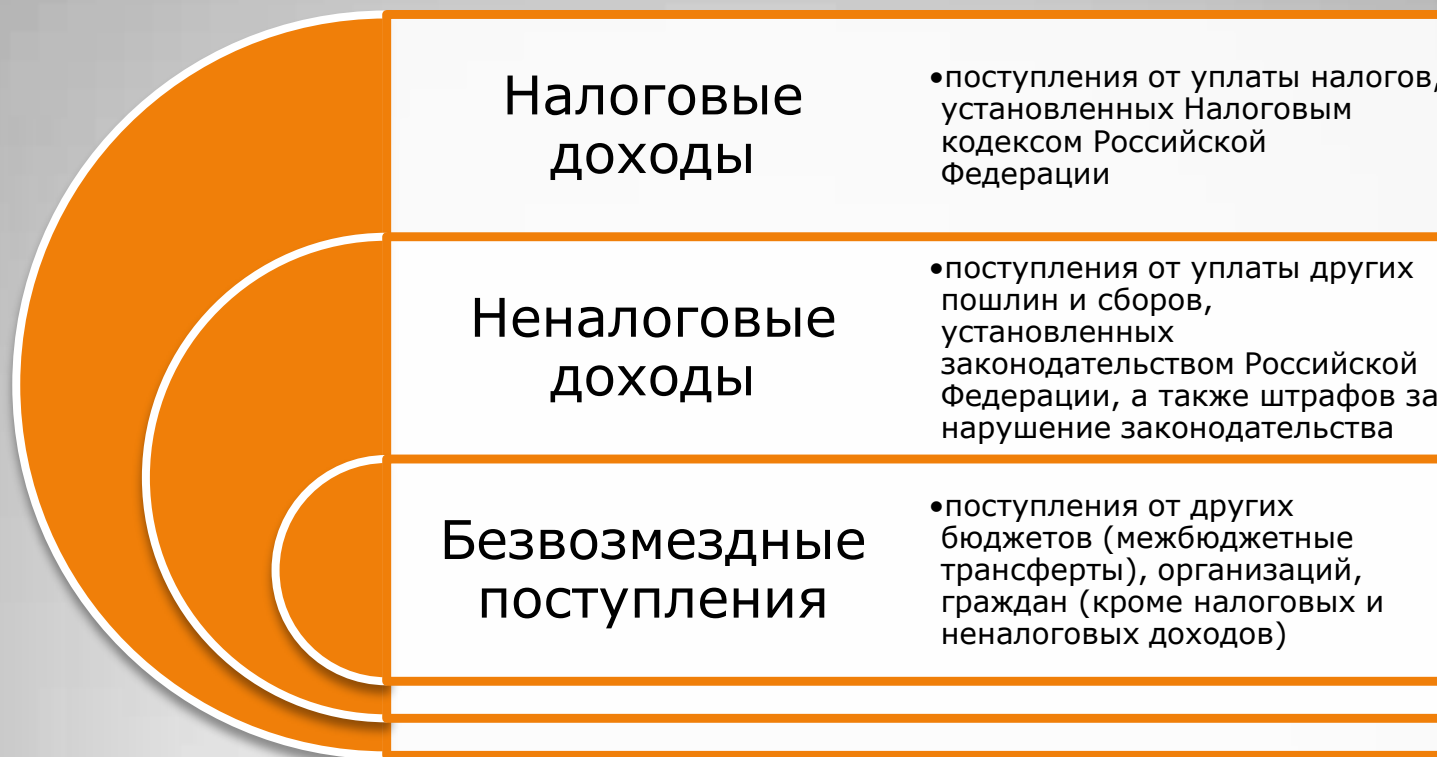 Налоговые
доходы
•поступления от уплаты налогов,
установленных Налоговым
кодексом Российской
Федерации
Неналоговые
доходы
•поступления от уплаты других
пошлин и сборов,
установленных
законодательством Российской
Федерации, а также штрафов за
нарушение законодательства
Безвозмездные
поступления
•поступления от других
бюджетов (межбюджетные
трансферты), организаций,
граждан (кроме налоговых и
неналоговых доходов)